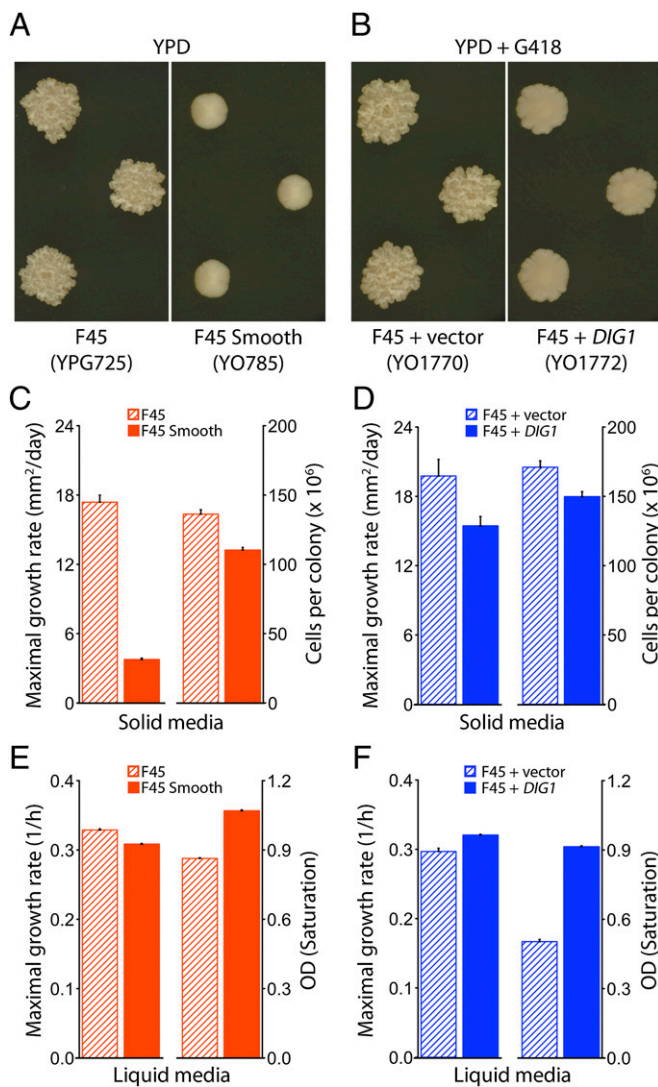 A
B
YPD
YPD + G418
F45
(YPG725)
F45 Smooth
(YO785)
F45 + vector
(YO1770)
F45 + DIG1
(YO1772)
C
F45
F45 Smooth
Maximal growth rate (mm²/day)
24
18
12
6
0
200
150
100
50
0
Cells per colony (x 10⁶)
Solid media
D
F45 + vector
F45 + DIG1
Maximal growth rate (mm²/day)
24
18
12
6
0
200
150
100
50
0
Cells per colony (x 10⁶)
Solid media
E
F45
F45 Smooth
Maximal growth rate (1/h)
0.4
0.3
0.2
0.1
0.0
1.2
0.9
0.6
0.3
0.0
OD (Saturation)
Liquid media
F
F45 + vector
F45 + DIG1
Maximal growth rate (1/h)
0.4
0.3
0.2
0.1
0.0
1.2
0.9
0.6
0.3
0.0
OD (Saturation)
Liquid media